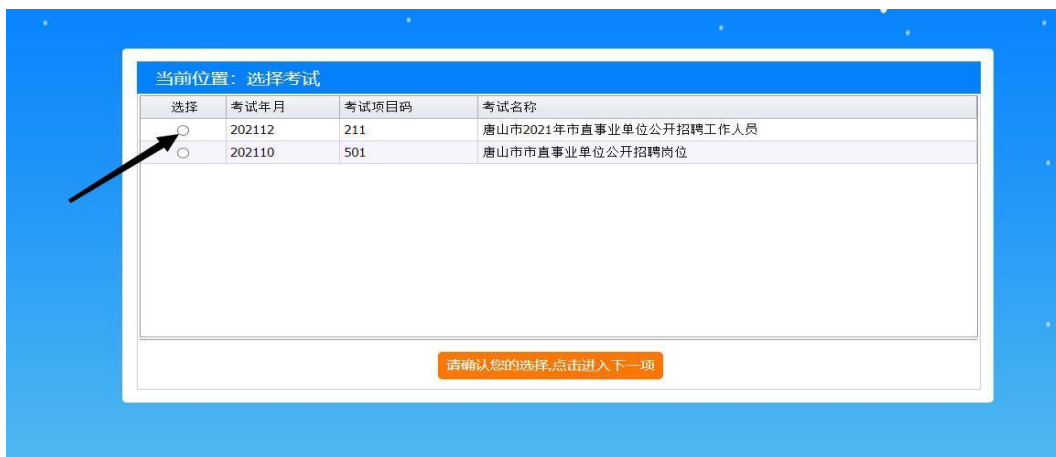 当前位置：选择考试
选择 考试年月 考试项目码 考试名称
202112 211 唐山市2021年市直事业单位公开招聘工作人员
202110 501 唐山市市直事业单位公开招聘岗位
请确认您的选择,点击进入下一项